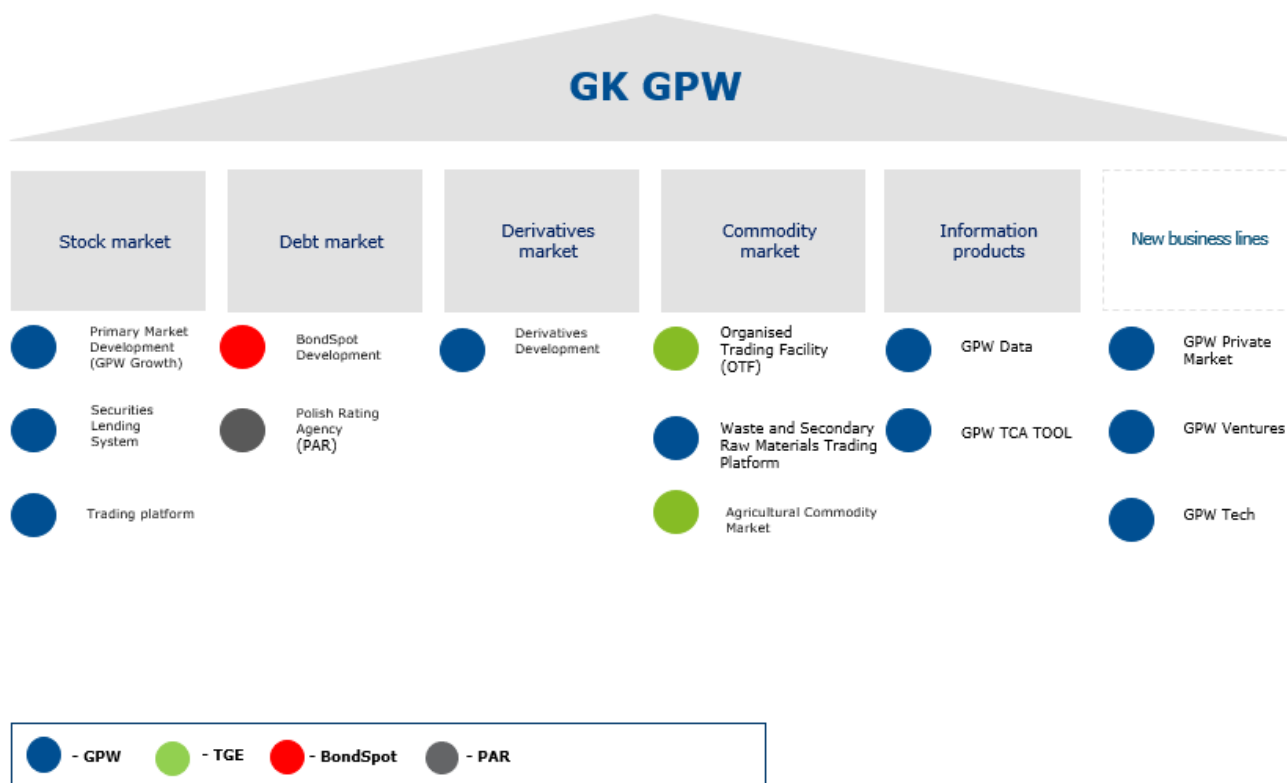 GK GPW
Stock market
Debt market
Derivatives
market
Commodity
market
Information
products
New business lines
Primary Market
Development
(GPW Growth)
Securities
Lending
System
Trading platform
BondSpot
Development
Polish Rating
Agency
(PAR)
Derivatives
Development
Organised
Trading Facility
(OTF)
Waste and Secondary
Raw Materials Trading
Platform
Agricultural Commodity
Market
GPW Data
GPW TCA TOOL
GPW Private
Market
GPW Ventures
GPW Tech
- GPW
- TGE
- BondSpot
- PAR